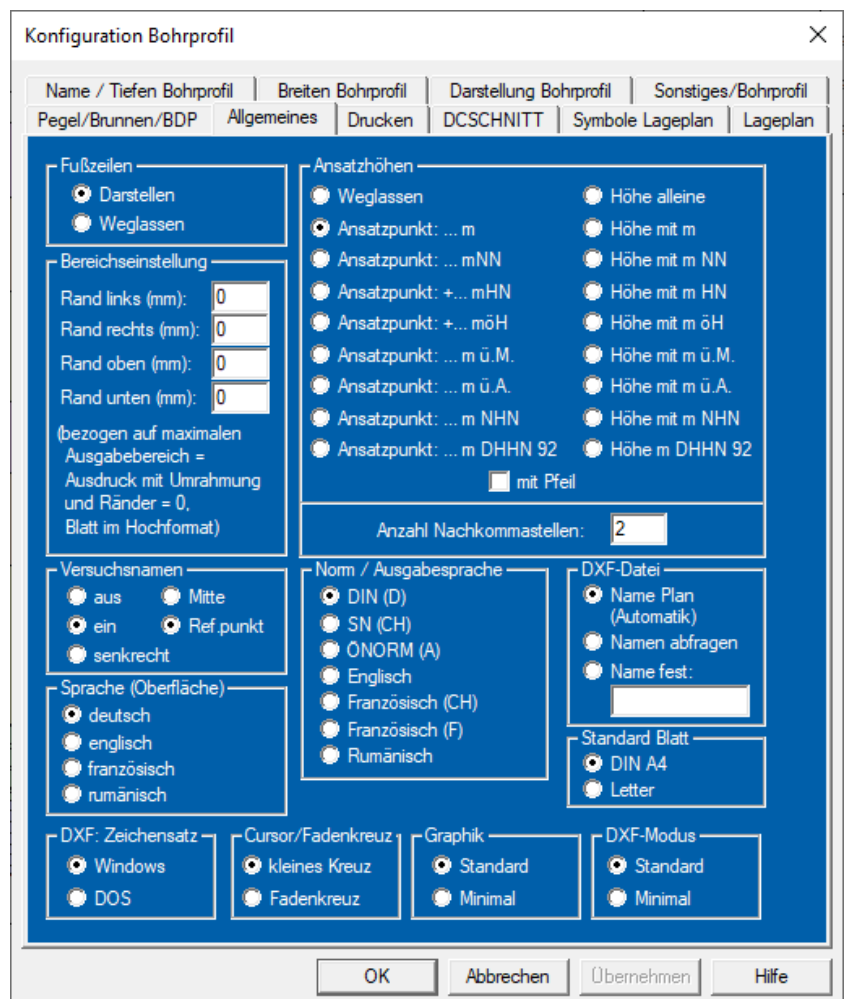 Konfiguration Bohrprofil
Name / Tiefen Bohrprofil
Breiten Bohrprofil
Darstellung Bohrprofil
Sonstiges/Bohrprofil
Pegel/Brunnen/BDP
Allgemeines
Drucken
DCSCHNITT
Symbole Lageplan
Lageplan
Fußzeilen
Darstellen
Weglassen
Bereichseinstellung
Rand links (mm): 0
Rand rechts (mm): 0
Rand oben (mm): 0
Rand unten (mm): 0
(bezogen auf maximalen
Ausgabebereich =
Ausdruck mit Umrahmung
und Ränder = 0,
Blatt im Hochformat)
Ansatzhöhen
Weglassen
Ansatzpunkt: ... m
Ansatzpunkt: ... mNN
Ansatzpunkt: +... mHN
Ansatzpunkt: +... möH
Ansatzpunkt: ... m ü.M.
Ansatzpunkt: ... m ü.A.
Ansatzpunkt: ... m NHN
Ansatzpunkt: ... m DHHN 92
Höhe alleine
Höhe mit m
Höhe mit m NN
Höhe mit m HN
Höhe mit m öH
Höhe mit m ü.M.
Höhe mit m ü.A.
Höhe mit m NHN
Höhe m DHHN 92
mit Pfeil
Anzahl Nachkommastellen: 2
Versuchsnamen
aus
Mitte
ein
Ref.punkt
senkrecht
Sprache (Oberfläche)
deutsch
englisch
französisch
rumänisch
Norm / Ausgabesprache
DIN (D)
SN (CH)
ÖNORM (A)
Englisch
Französisch (CH)
Französisch (F)
Rumänisch
DXF-Datei
Name Plan
(Automatik)
Namen abfragen
Name fest:
Standard Blatt
DIN A4
Letter
DXF: Zeichensatz
Windows
DOS
Cursor/Fadenkreuz
kleines Kreuz
Fadenkreuz
Graphik
Standard
Minimal
DXF-Modus
Standard
Minimal
OK
Abbrechen
Übernehmen
Hilfe